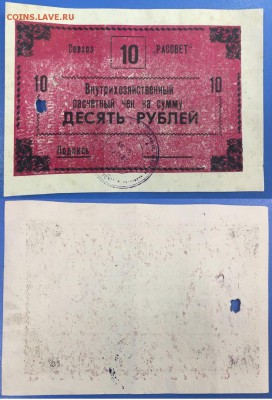 COINS.LAVE.RU
Совхоз 10 "РАССВЕТ"
10 10
Внутрихозяйственный
расчетный чек на сумму
ДЕСЯТЬ РУБЛЕЙ
Подпись